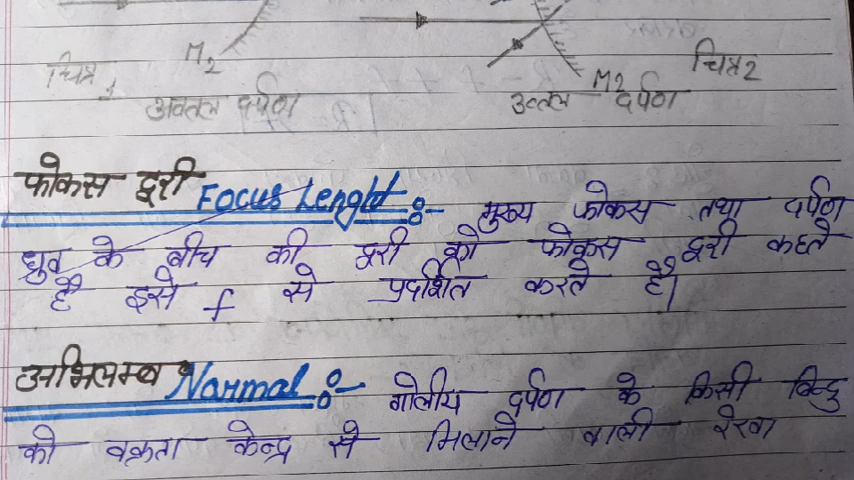 M2
चित्र 1
अवतल दर्पण
M2
चित्र 2
उत्तल दर्पण
फोकस दूरी Focus Lenght :- मुख्य फोकस तथा दर्पण
ध्रुव के बीच की दूरी को फोकस दूरी कहते
है इसे f से प्रदर्शित करते है।
अभिलम्ब Normal :- गोलीय दर्पण के किसी बिन्दु
को वक्रता केन्द्र से मिलाने वाली रेखा